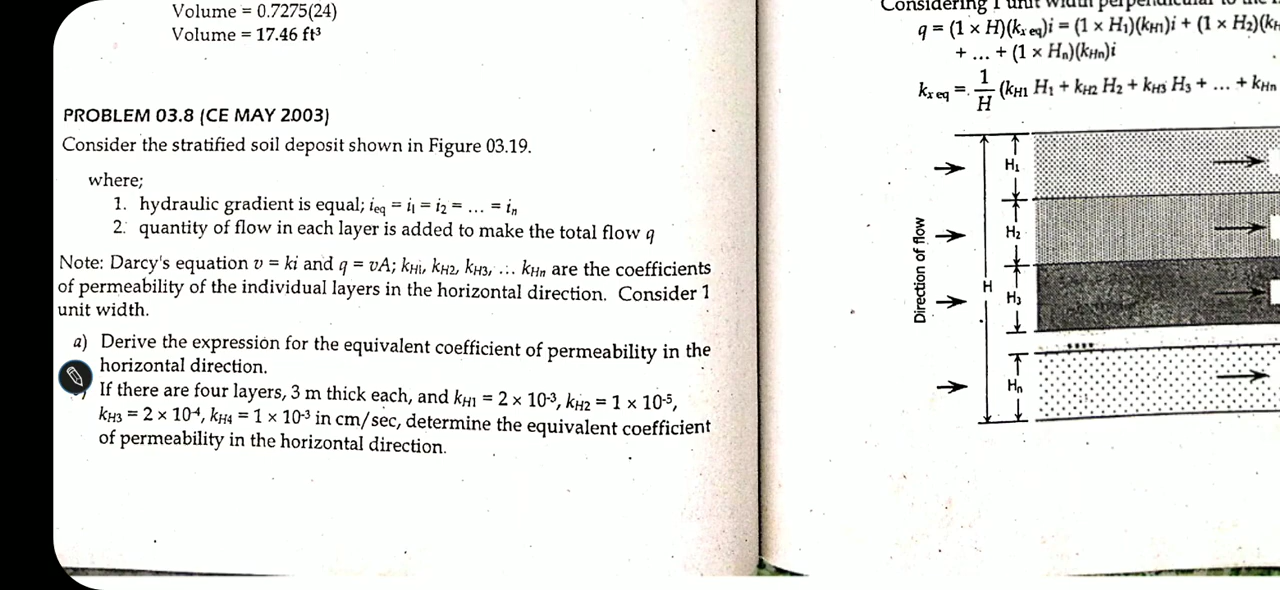 Volume = 0.7275(24)
Volume = 17.46 ft³
PROBLEM 03.8 (CE MAY 2003)
Consider the stratified soil deposit shown in Figure 03.19.
where;
1. hydraulic gradient is equal; i_eq = i₁ = i₂ = ... = iₙ
2. quantity of flow in each layer is added to make the total flow q
Note: Darcy's equation v = ki and q = vA; k_H1, k_H2, k_H3, ... k_Hn are the coefficients
of permeability of the individual layers in the horizontal direction. Consider 1
unit width.
a) Derive the expression for the equivalent coefficient of permeability in the
horizontal direction.
If there are four layers, 3 m thick each, and k_H1 = 2 × 10⁻³, k_H2 = 1 × 10⁻⁵,
k_H3 = 2 × 10⁻⁴, k_H4 = 1 × 10⁻³ in cm/sec, determine the equivalent coefficient
of permeability in the horizontal direction.
Considering 1 unit width perpendicular to the
q = (1 × H)(k_x eq)i = (1 × H₁)(k_H1)i + (1 × H₂)(k
+ ... + (1 × Hₙ)(k_Hn)i
k_x eq = 1/H (k_H1 H₁ + k_H2 H₂ + k_H3 H₃ + ... + k_Hn
Direction of flow
H
H₁
H₂
H₃
Hₙ